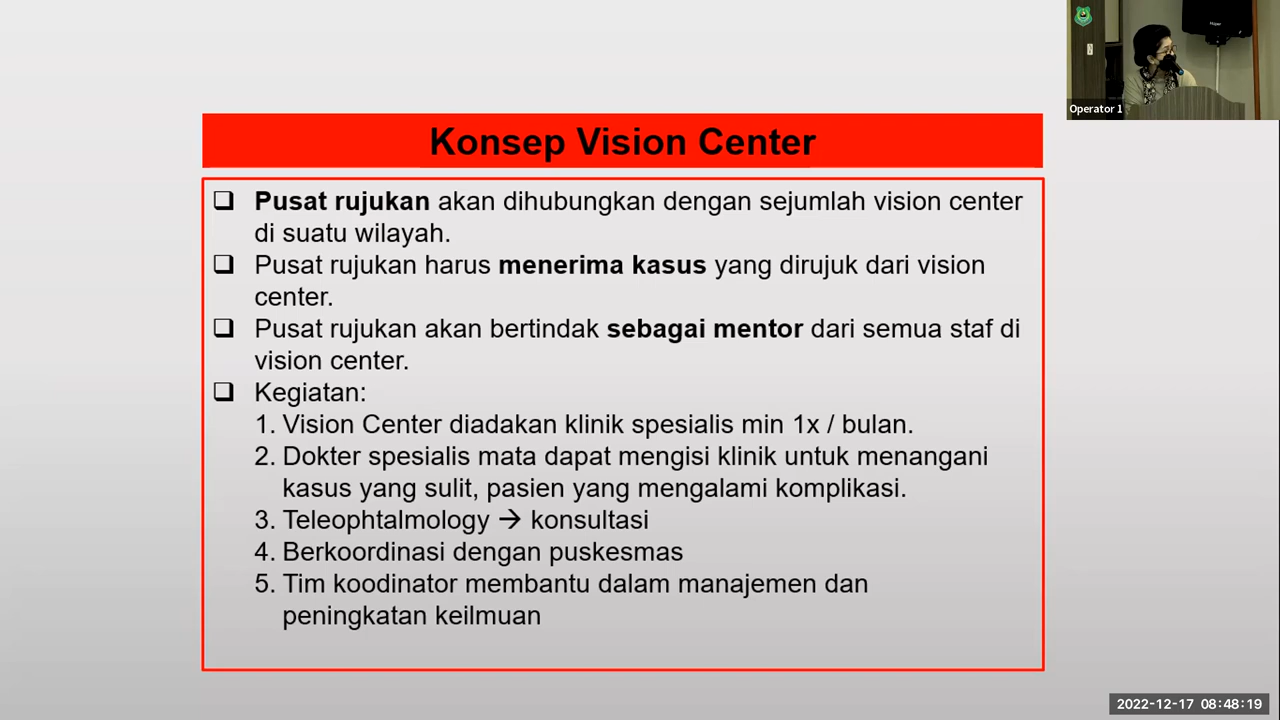 Konsep Vision Center
❑ Pusat rujukan akan dihubungkan dengan sejumlah vision center
di suatu wilayah.
❑ Pusat rujukan harus menerima kasus yang dirujuk dari vision
center.
❑ Pusat rujukan akan bertindak sebagai mentor dari semua staf di
vision center.
❑ Kegiatan:
1. Vision Center diadakan klinik spesialis min 1x / bulan.
2. Dokter spesialis mata dapat mengisi klinik untuk menangani
kasus yang sulit, pasien yang mengalami komplikasi.
3. Teleophtalmology → konsultasi
4. Berkoordinasi dengan puskesmas
5. Tim koodinator membantu dalam manajemen dan
peningkatan keilmuan
Operator 1
2022-12-17 08:48:19